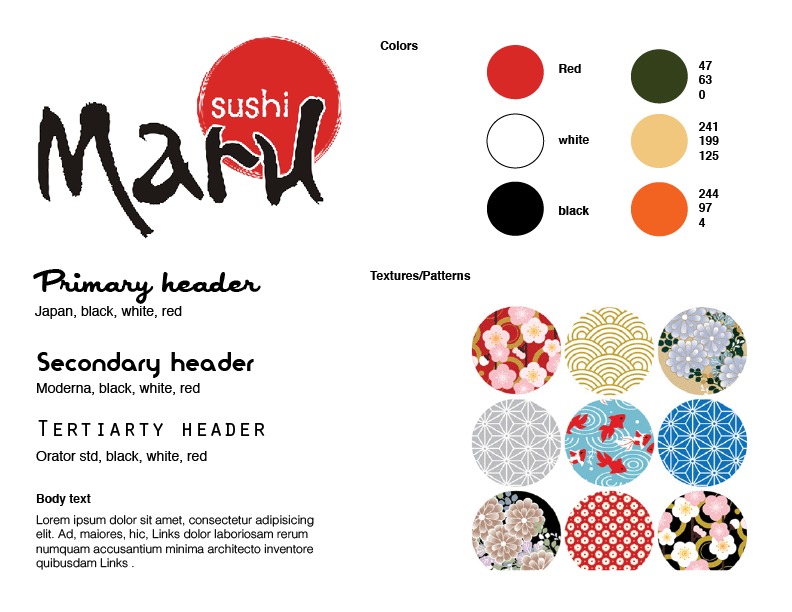 sushi
Maru
Primary header
Japan, black, white, red
Secondary header
Moderna, black, white, red
Tertiarty header
Orator std, black, white, red
Body text
Lorem ipsum dolor sit amet, consectetur adipisicing
elit. Ad, maiores, hic, Links dolor laboriosam rerum
numquam accusantium minima architecto inventore
quibusdam Links .
Colors
Red
white
black
47
63
0
241
199
125
244
97
4
Textures/Patterns